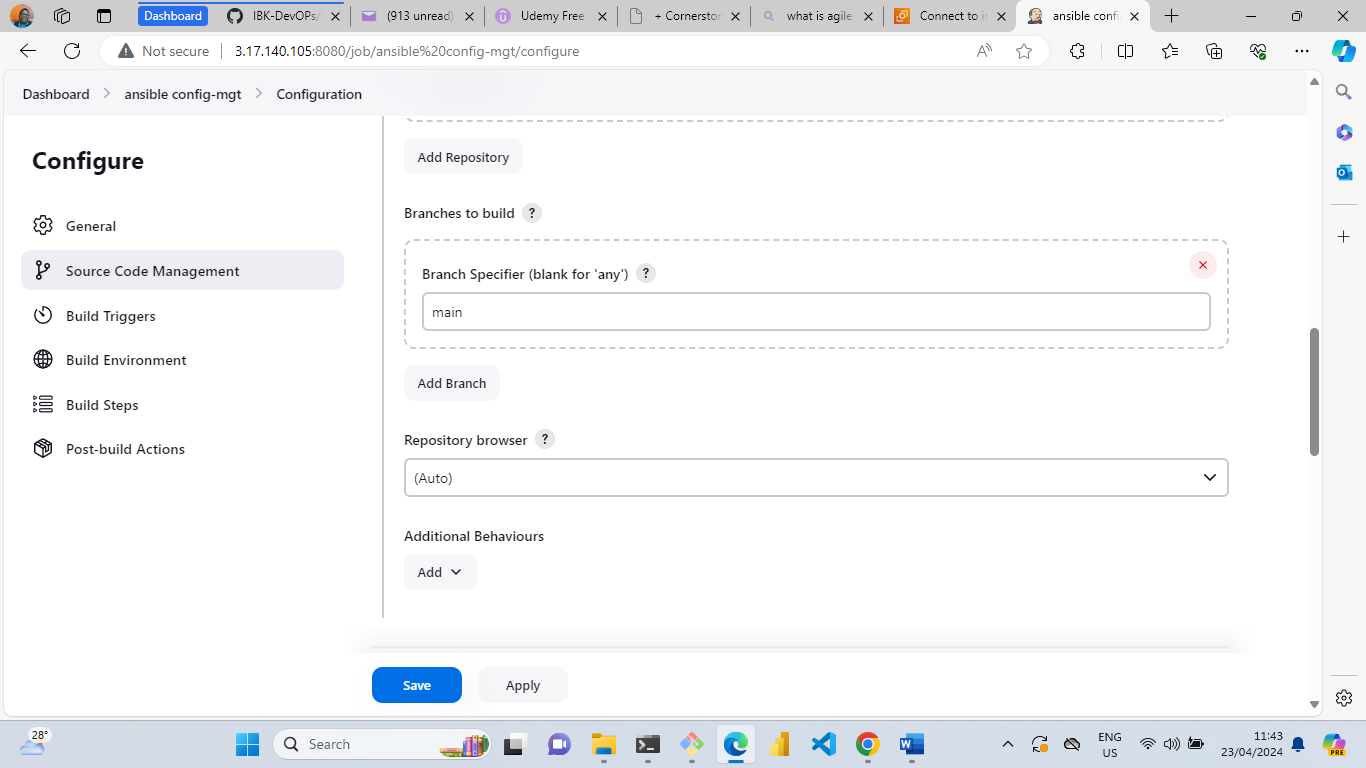 Dashboard
IBK-DevOPs/
(913 unread)
Udemy Free
+ Cornersto
what is agile
Connect to i
ansible confi
Not secure
3.17.140.105:8080/job/ansible%20config-mgt/configure
Dashboard > ansible config-mgt > Configuration
Configure
General
Source Code Management
Build Triggers
Build Environment
Build Steps
Post-build Actions
Add Repository
Branches to build ?
Branch Specifier (blank for 'any') ?
main
Add Branch
Repository browser ?
(Auto)
Additional Behaviours
Add
Save
Apply
28°
Search
ENG
US
11:43
23/04/2024
PRE